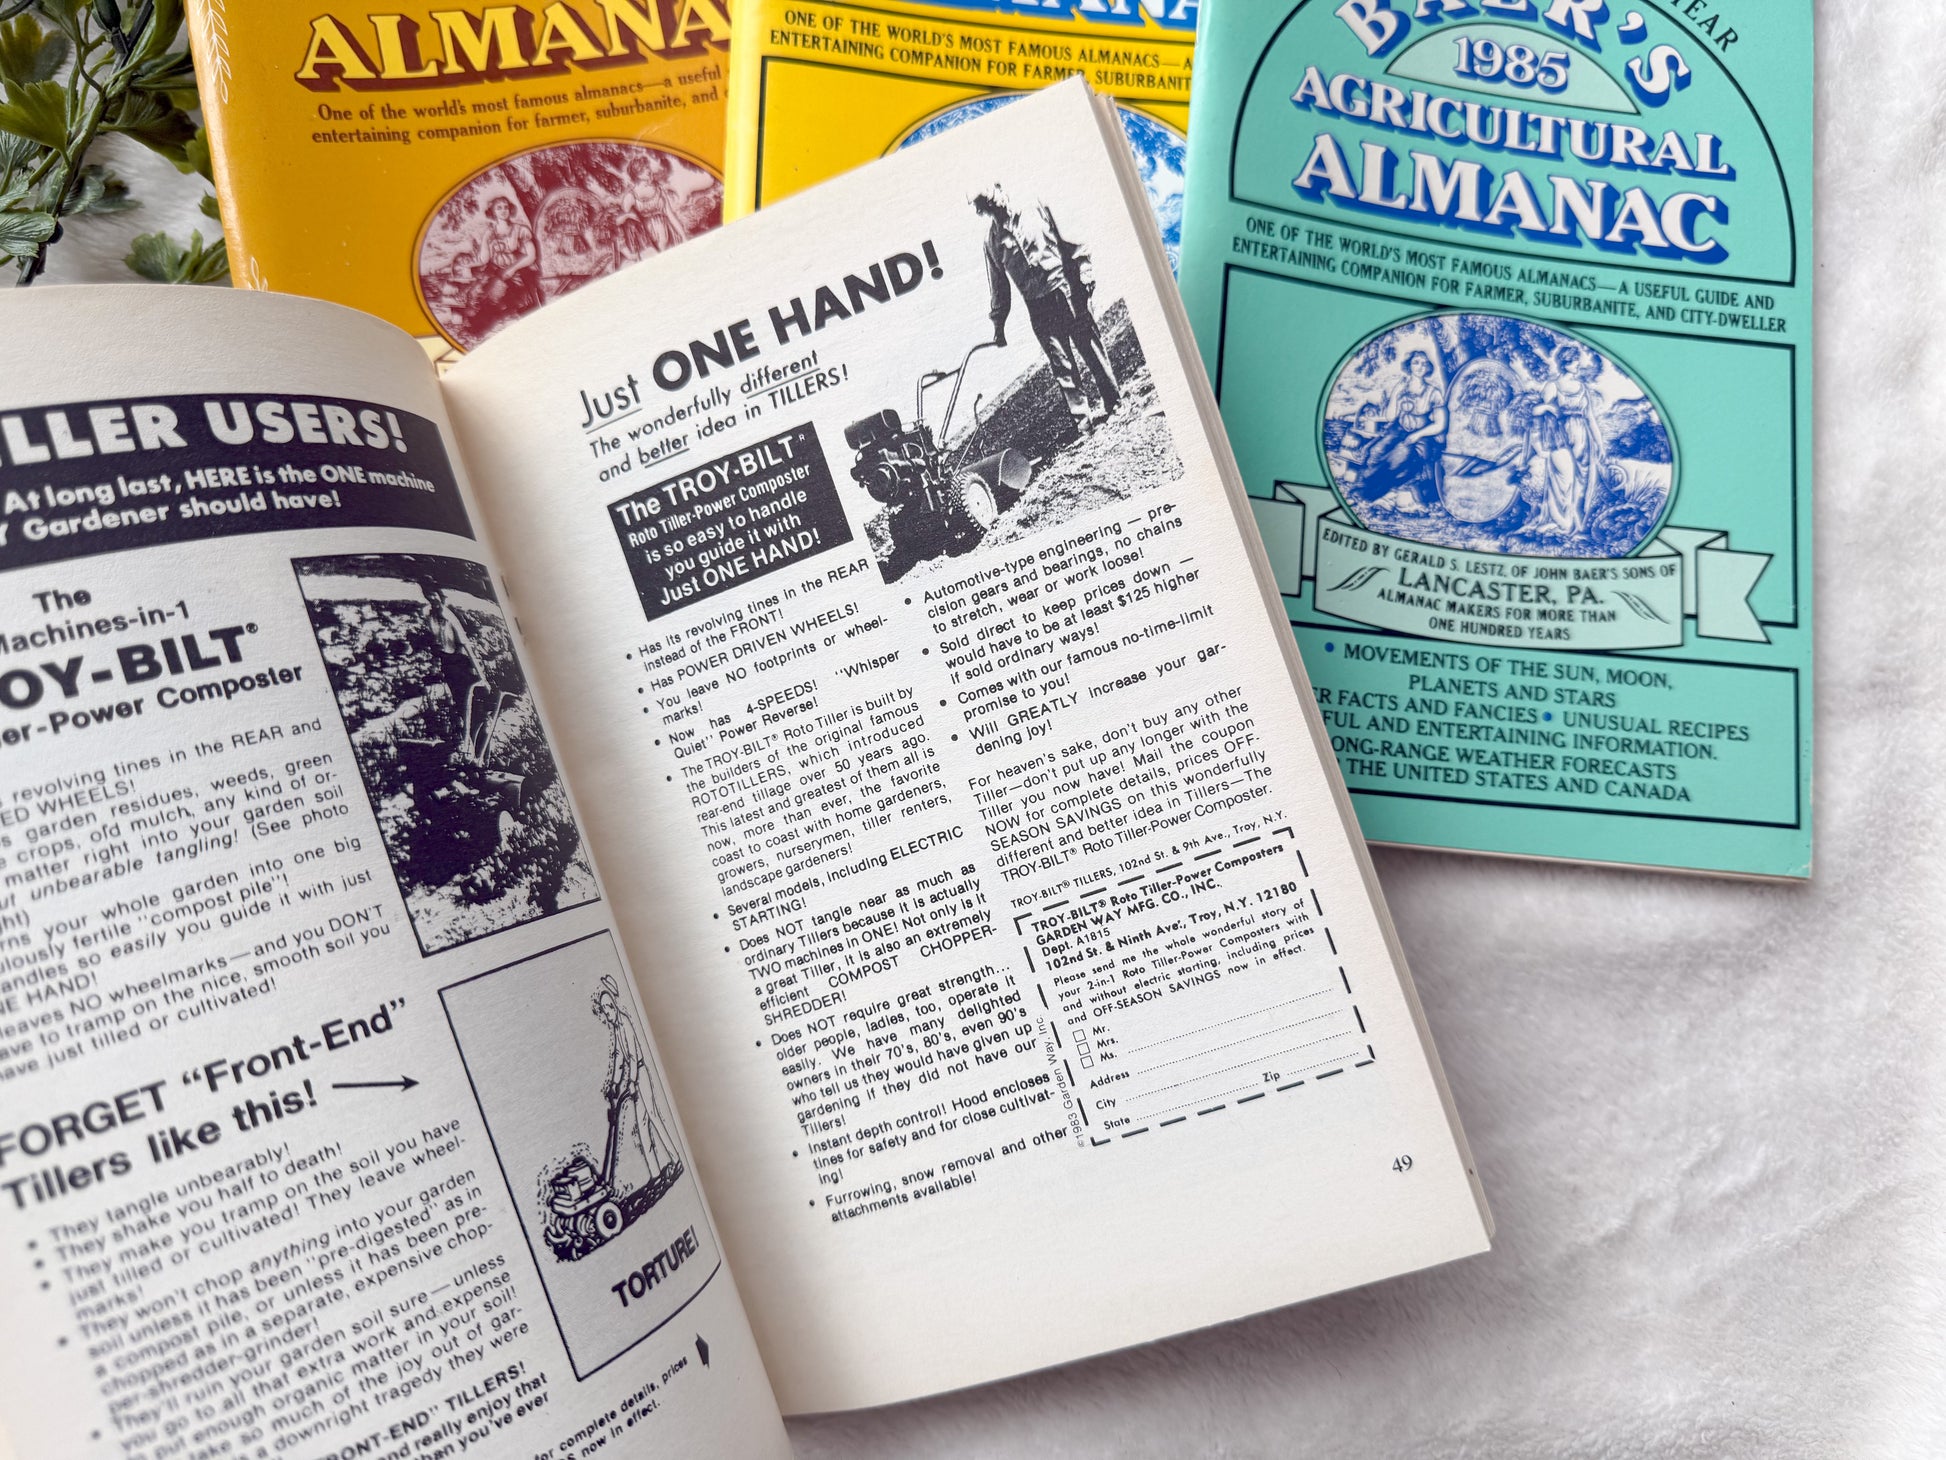 ALMANA
One of the world's most famous almanacs—a useful
entertaining companion for farmer, suburbanite, and
ONE OF THE WORLD'S MOST FAMOUS ALMANACS—A
ENTERTAINING COMPANION FOR FARMER, SUBURBANITE
YEAR
BAER'S
1985
AGRICULTURAL
ALMANAC
ONE OF THE WORLD'S MOST FAMOUS ALMANACS—A USEFUL GUIDE AND
ENTERTAINING COMPANION FOR FARMER, SUBURBANITE, AND CITY-DWELLER
EDITED BY GERALD S. LESTZ, OF JOHN BAER'S SONS OF
LANCASTER, PA.
ALMANAC MAKERS FOR MORE THAN
ONE HUNDRED YEARS
• MOVEMENTS OF THE SUN, MOON,
PLANETS AND STARS
ER FACTS AND FANCIES • UNUSUAL RECIPES
FUL AND ENTERTAINING INFORMATION.
ONG-RANGE WEATHER FORECASTS
THE UNITED STATES AND CANADA
ILLER USERS!
At long last, HERE is the ONE machine
Y Gardener should have!
The
Machines-in-1
OY-BILT®
er-Power Composter
revolving tines in the REAR and
ED WHEELS!
garden residues, weeds, green
crops, old mulch, any kind of or-
matter right into your garden soil
unbearable tangling! (See photo
ght)
rns your whole garden into one big
ulously fertile "compost pile"!
andles so easily you guide it with just
NE HAND!
leaves NO wheelmarks—and you DON'T
ave to tramp on the nice, smooth soil you
have just tilled or cultivated!
FORGET "Front-End"
Tillers like this!
• They tangle unbearably!
• They shake you half to death!
• They make you tramp on the soil you have
just tilled or cultivated! They leave wheel-
marks!
• They won't chop anything into your garden
soil unless it has been "pre-digested" as in
a compost pile, or unless it has been pre-
chopped as in a separate, expensive chop-
per-shredder-grinder!
• They'll ruin your garden soil sure—unless
you go to all that extra work and expense
to put enough organic matter in your soil!
take so much of the joy out of gar-
s a downright tragedy they were
FRONT-END" TILLERS!
and really enjoy that
than you've ever
for complete details, prices
now in effect.
TORTURE!
Just ONE HAND!
The wonderfully different
and better idea in TILLERS!
The TROY-BILT®
Roto Tiller-Power Composter
is so easy to handle
you guide it with
Just ONE HAND!
• Has its revolving tines in the REAR
instead of the FRONT!
• Has POWER DRIVEN WHEELS!
• You leave NO footprints or wheel-
marks!
• Now has 4-SPEEDS! "Whisper
Quiet" Power Reverse!
• The TROY-BILT® Roto Tiller is built by
the builders of the original famous
ROTOTILLERS, which introduced
rear-end tillage over 50 years ago.
This latest and greatest of them all is
now, more than ever, the favorite
coast to coast with home gardeners,
growers, nurserymen, tiller renters,
landscape gardeners!
• Several models, including ELECTRIC
STARTING!
• Does NOT tangle near as much as
ordinary Tillers because it is actually
TWO machines in ONE! Not only is it
a great Tiller, it is also an extremely
efficient COMPOST CHOPPER-
SHREDDER!
• Does NOT require great strength...
older people, ladies, too, operate it
easily. We have many delighted
owners in their 70's, 80's, even 90's
who tell us they would have given up
gardening if they did not have our
Tillers!
• Instant depth control! Hood encloses
tines for safety and for close cultivat-
ing!
• Furrowing, snow removal and other
attachments available!
• Automotive-type engineering — pre-
cision gears and bearings, no chains
to stretch, wear or work loose!
• Sold direct to keep prices down —
would have to be at least $125 higher
if sold ordinary ways!
• Comes with our famous no-time-limit
promise to you!
• Will GREATLY increase your gar-
dening joy!
For heaven's sake, don't buy any other
Tiller—don't put up any longer with the
Tiller you now have! Mail the coupon
NOW for complete details, prices OFF-
SEASON SAVINGS on this wonderfully
different and better idea in Tillers—The
TROY-BILT® Roto Tiller-Power Composter.
TROY-BILT® TILLERS, 102nd St. & 9th Ave., Troy, N.Y.
TROY-BILT® Roto Tiller-Power Composters
GARDEN WAY MFG. CO., INC.
Dept. A1815
102nd St. & Ninth Ave., Troy, N.Y. 12180
Please send me the whole wonderful story of
your 2-in-1 Roto Tiller-Power Composters with
and without electric starting, including prices
and OFF-SEASON SAVINGS now in effect.
Mr.
Mrs.
Ms.
Address
City
State Zip
©1983 Garden Way, Inc.
49